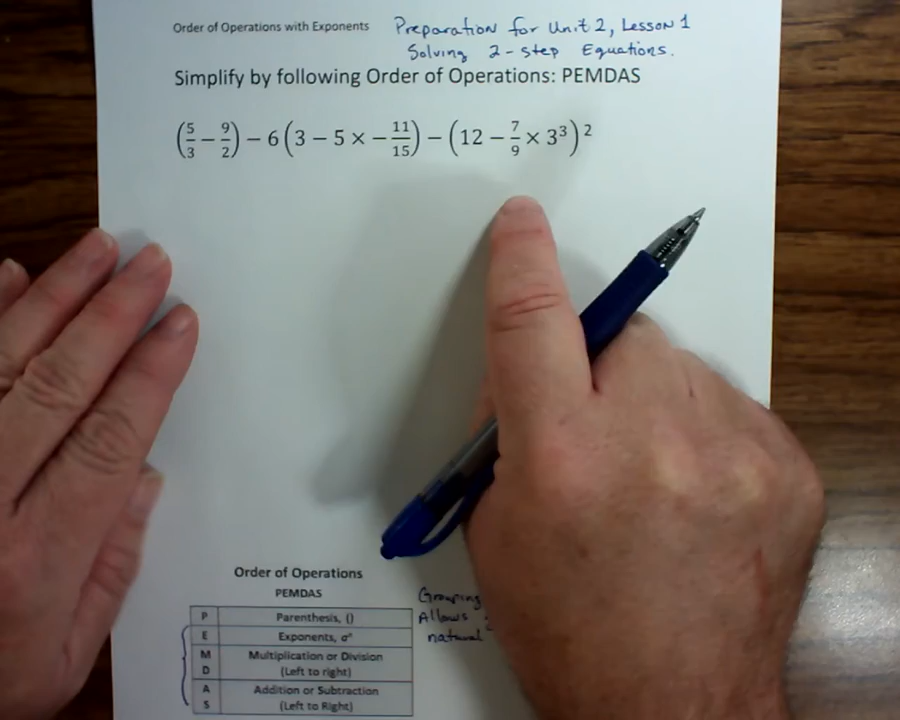 Order of Operations with Exponents Preparation for Unit 2, Lesson 1
Solving 2-step Equations.
Simplify by following Order of Operations: PEMDAS
(5/3 − 9/2) − 6(3 − 5 × −11/15) − (12 − 7/9 × 3³)²
Order of Operations
PEMDAS
Grouping
P Parenthesis, ()
Allows
E Exponents, aⁿ
natural
M Multiplication or Division
D (Left to right)
A Addition or Subtraction
S (Left to Right)